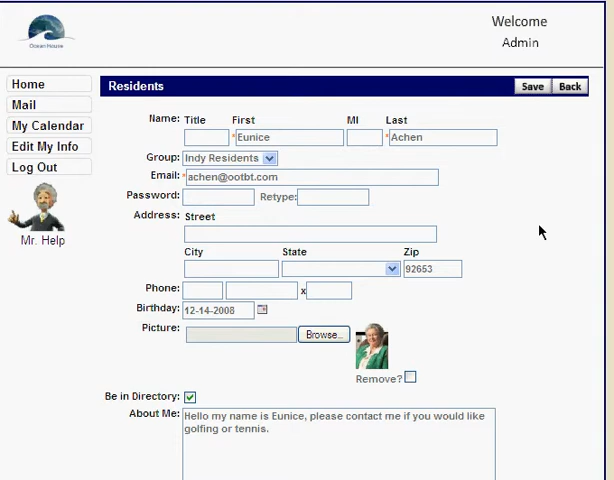 Ocean House
Welcome
Admin
Home
Mail
My Calendar
Edit My Info
Log Out
Mr. Help
Residents
Save
Back
Name: Title First MI Last
*Eunice *Achen
Group: Indy Residents
Email: *achen@ootbt.com
Password: Retype:
Address: Street
City State Zip
92653
Phone: x
Birthday: 12-14-2008
Picture: Browse...
Remove?
Be in Directory:
About Me: Hello my name is Eunice, please contact me if you would like
golfing or tennis.